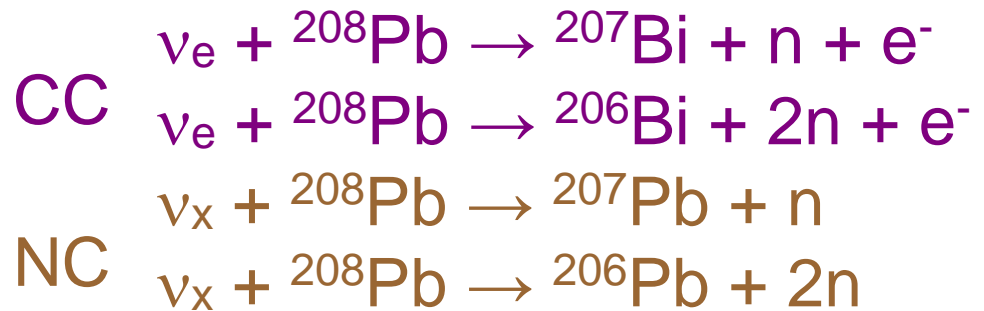 CC
νe + ²⁰⁸Pb → ²⁰⁷Bi + n + e⁻
νe + ²⁰⁸Pb → ²⁰⁶Bi + 2n + e⁻
NC
νx + ²⁰⁸Pb → ²⁰⁷Pb + n
νx + ²⁰⁸Pb → ²⁰⁶Pb + 2n